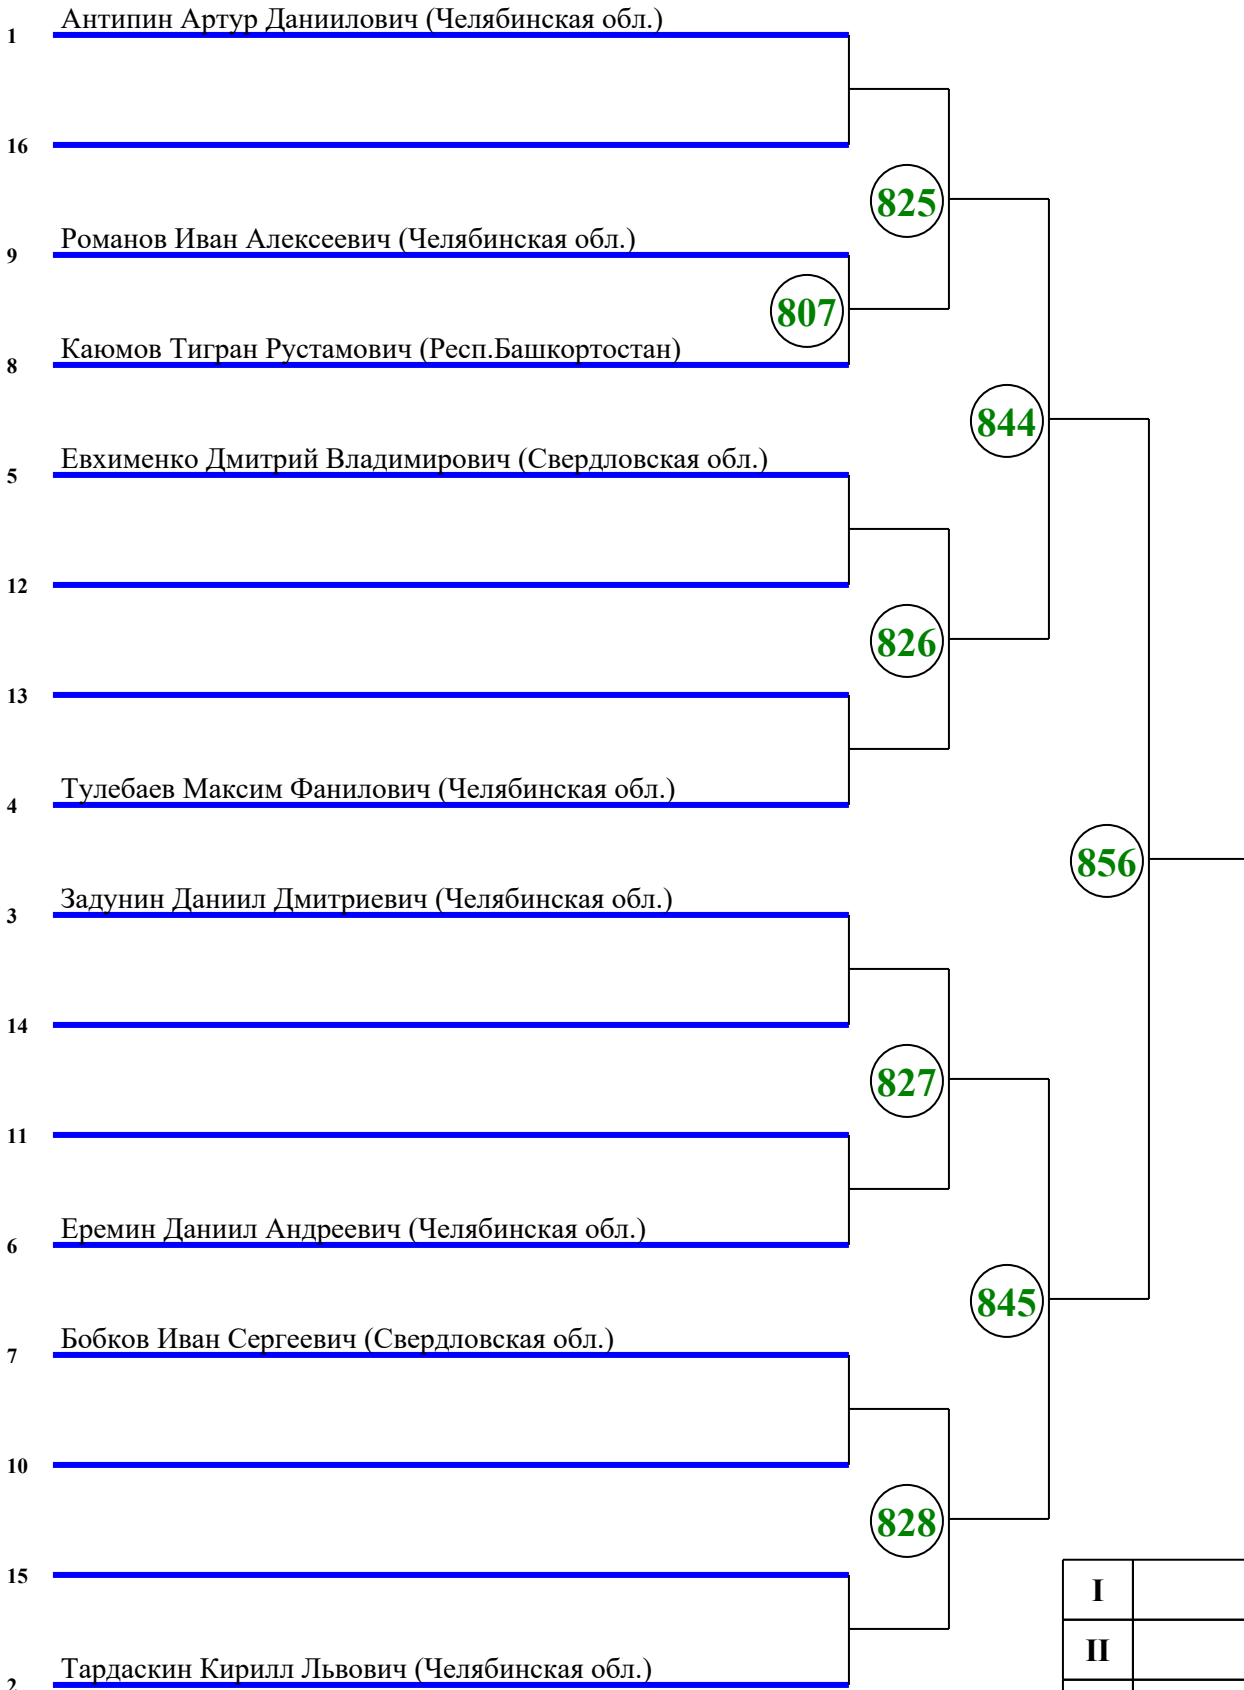 1 Антипин Артур Даниилович (Челябинская обл.)
16
825
9 Романов Иван Алексеевич (Челябинская обл.)
807
8 Каюмов Тигран Рустамович (Респ.Башкортостан)
844
5 Евхименко Дмитрий Владимирович (Свердловская обл.)
12
826
13
4 Тулебаев Максим Фанилович (Челябинская обл.)
856
3 Задунин Даниил Дмитриевич (Челябинская обл.)
14
827
11
6 Еремин Даниил Андреевич (Челябинская обл.)
845
7 Бобков Иван Сергеевич (Свердловская обл.)
10
828
15
I
II
2 Тардаскин Кирилл Львович (Челябинская обл.)